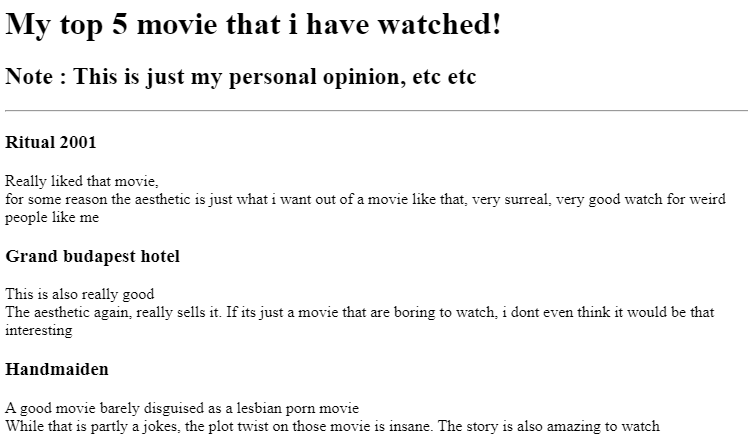 My top 5 movie that i have watched!
Note : This is just my personal opinion, etc etc
Ritual 2001
Really liked that movie,
for some reason the aesthetic is just what i want out of a movie like that, very surreal, very good watch for weird
people like me
Grand budapest hotel
This is also really good
The aesthetic again, really sells it. If its just a movie that are boring to watch, i dont even think it would be that
interesting
Handmaiden
A good movie barely disguised as a lesbian porn movie
While that is partly a jokes, the plot twist on those movie is insane. The story is also amazing to watch